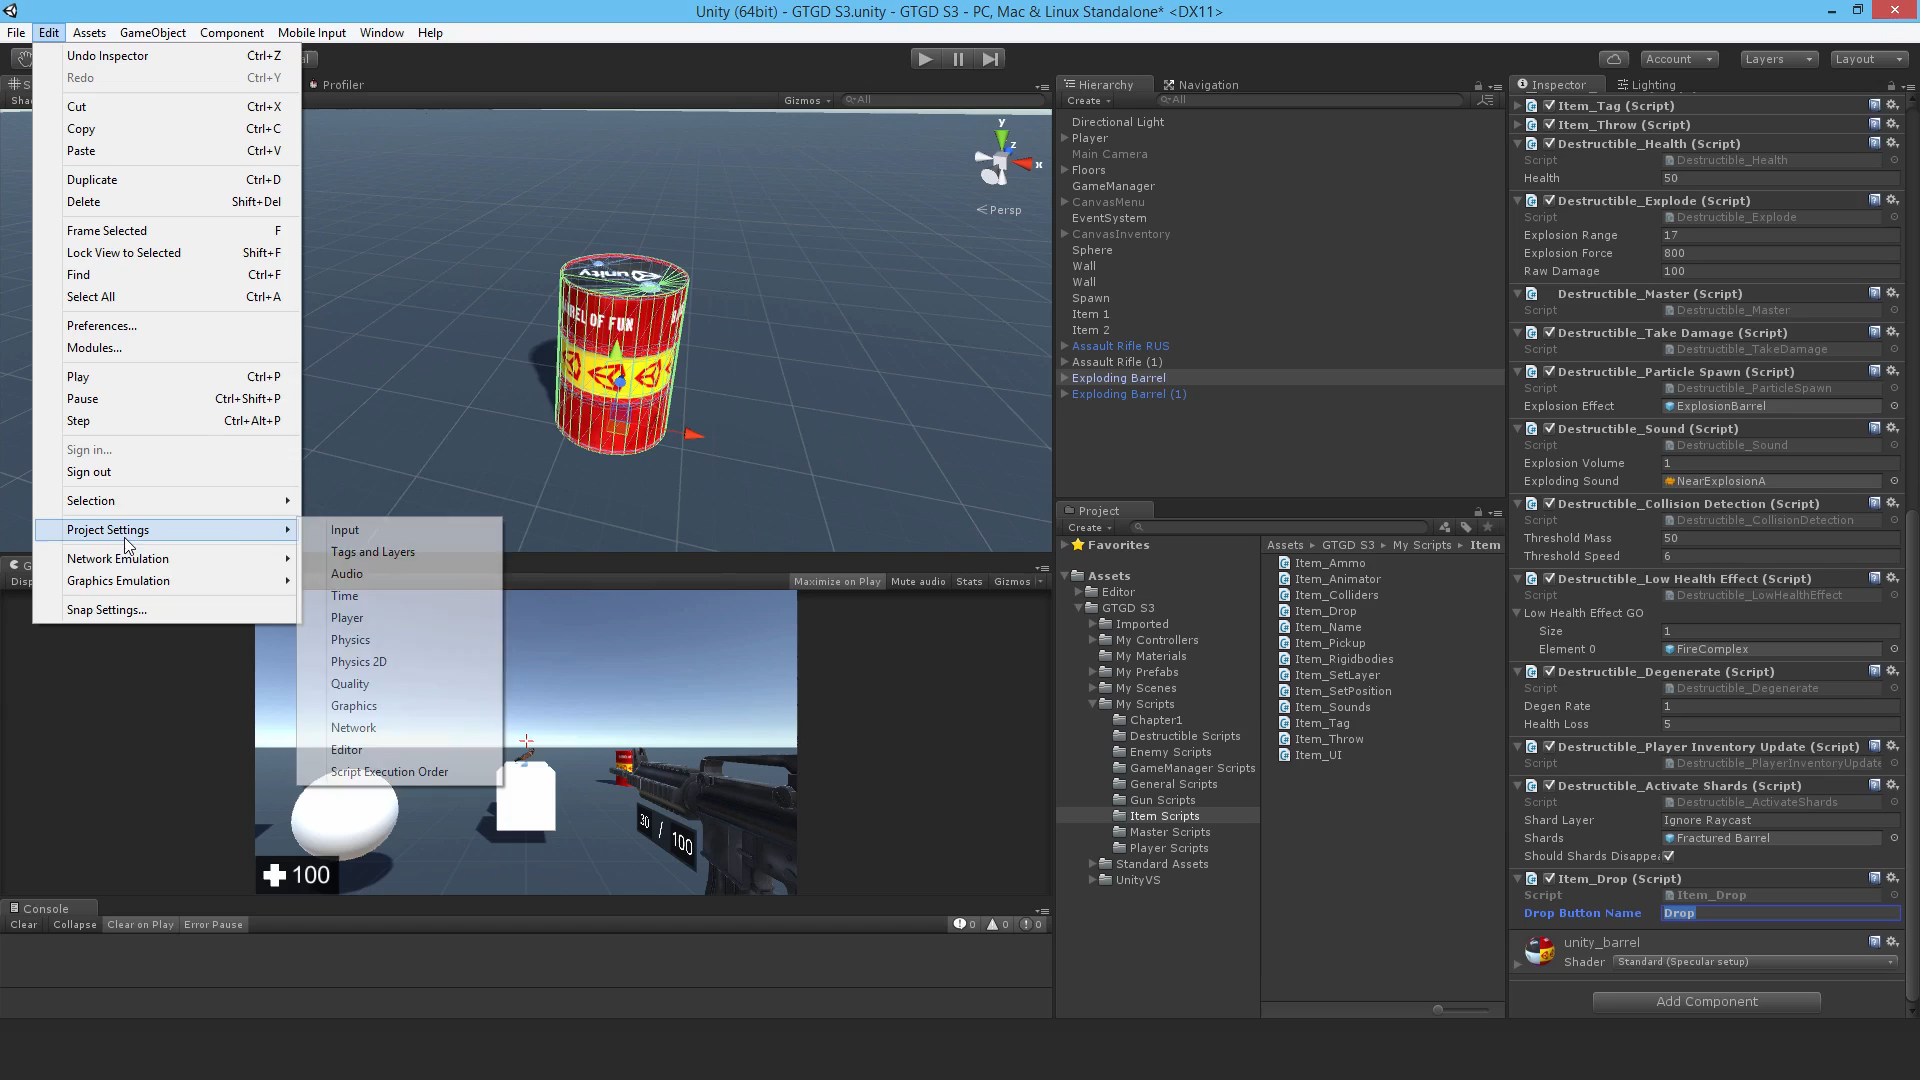 Unity (64bit) - GTGD S3.unity - GTGD S3 - PC, Mac & Linux Standalone* <DX11>
File Edit Assets GameObject Component Mobile Input Window Help
Undo Inspector Ctrl+Z
Redo Ctrl+Y
Cut Ctrl+X
Copy Ctrl+C
Paste Ctrl+V
Duplicate Ctrl+D
Delete Shift+Del
Frame Selected F
Lock View to Selected Shift+F
Find Ctrl+F
Select All Ctrl+A
Preferences...
Modules...
Play Ctrl+P
Pause Ctrl+Shift+P
Step Ctrl+Alt+P
Sign in...
Sign out
Selection
Project Settings
Network Emulation
Graphics Emulation
Snap Settings...
Input
Tags and Layers
Audio
Time
Player
Physics
Physics 2D
Quality
Graphics
Network
Editor
Script Execution Order
Account Layers Layout
Profiler
Gizmos All
y
z
x
Persp
unity
REL OF FUN
Maximize on Play Mute audio Stats Gizmos
30 / 100
100
Console
Clear Collapse Clear on Play Error Pause 0 0 0
Hierarchy Navigation
Create All
Directional Light
Player
Main Camera
Floors
GameManager
CanvasMenu
EventSystem
CanvasInventory
Sphere
Wall
Wall
Spawn
Item 1
Item 2
Assault Rifle RUS
Assault Rifle (1)
Exploding Barrel
Exploding Barrel (1)
Project
Create
Favorites
Assets
Editor
GTGD S3
Imported
My Controllers
My Materials
My Prefabs
My Scenes
My Scripts
Chapter1
Destructible Scripts
Enemy Scripts
GameManager Scripts
General Scripts
Gun Scripts
Item Scripts
Master Scripts
Player Scripts
Standard Assets
UnityVS
Assets GTGD S3 My Scripts Item
Item_Ammo
Item_Animator
Item_Colliders
Item_Drop
Item_Name
Item_Pickup
Item_Rigidbodies
Item_SetLayer
Item_SetPosition
Item_Sounds
Item_Tag
Item_Throw
Item_UI
Inspector Lighting
Item_Tag (Script)
Item_Throw (Script)
Destructible_Health (Script)
Script Destructible_Health
Health 50
Destructible_Explode (Script)
Script Destructible_Explode
Explosion Range 17
Explosion Force 800
Raw Damage 100
Destructible_Master (Script)
Script Destructible_Master
Destructible_Take Damage (Script)
Script Destructible_TakeDamage
Destructible_Particle Spawn (Script)
Script Destructible_ParticleSpawn
Explosion Effect ExplosionBarrel
Destructible_Sound (Script)
Script Destructible_Sound
Explosion Volume 1
Exploding Sound NearExplosionA
Destructible_Collision Detection (Script)
Script Destructible_CollisionDetection
Threshold Mass 50
Threshold Speed 6
Destructible_Low Health Effect (Script)
Script Destructible_LowHealthEffect
Low Health Effect GO
Size 1
Element 0 FireComplex
Destructible_Degenerate (Script)
Script Destructible_Degenerate
Degen Rate 1
Health Loss 5
Destructible_Player Inventory Update (Script)
Script Destructible_PlayerInventoryUpdate
Destructible_Activate Shards (Script)
Script Destructible_ActivateShards
Shard Layer Ignore Raycast
Shards Fractured Barrel
Should Shards Disappe
Item_Drop (Script)
Script Item_Drop
Drop Button Name Drop
unity_barrel
Shader Standard (Specular setup)
Add Component